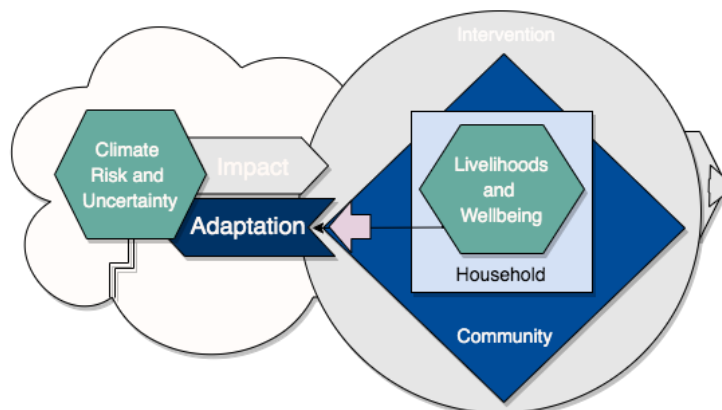 Intervention
Climate
Risk and
Uncertainty
Impact
Adaptation
Livelihoods
and
Wellbeing
Household
Community